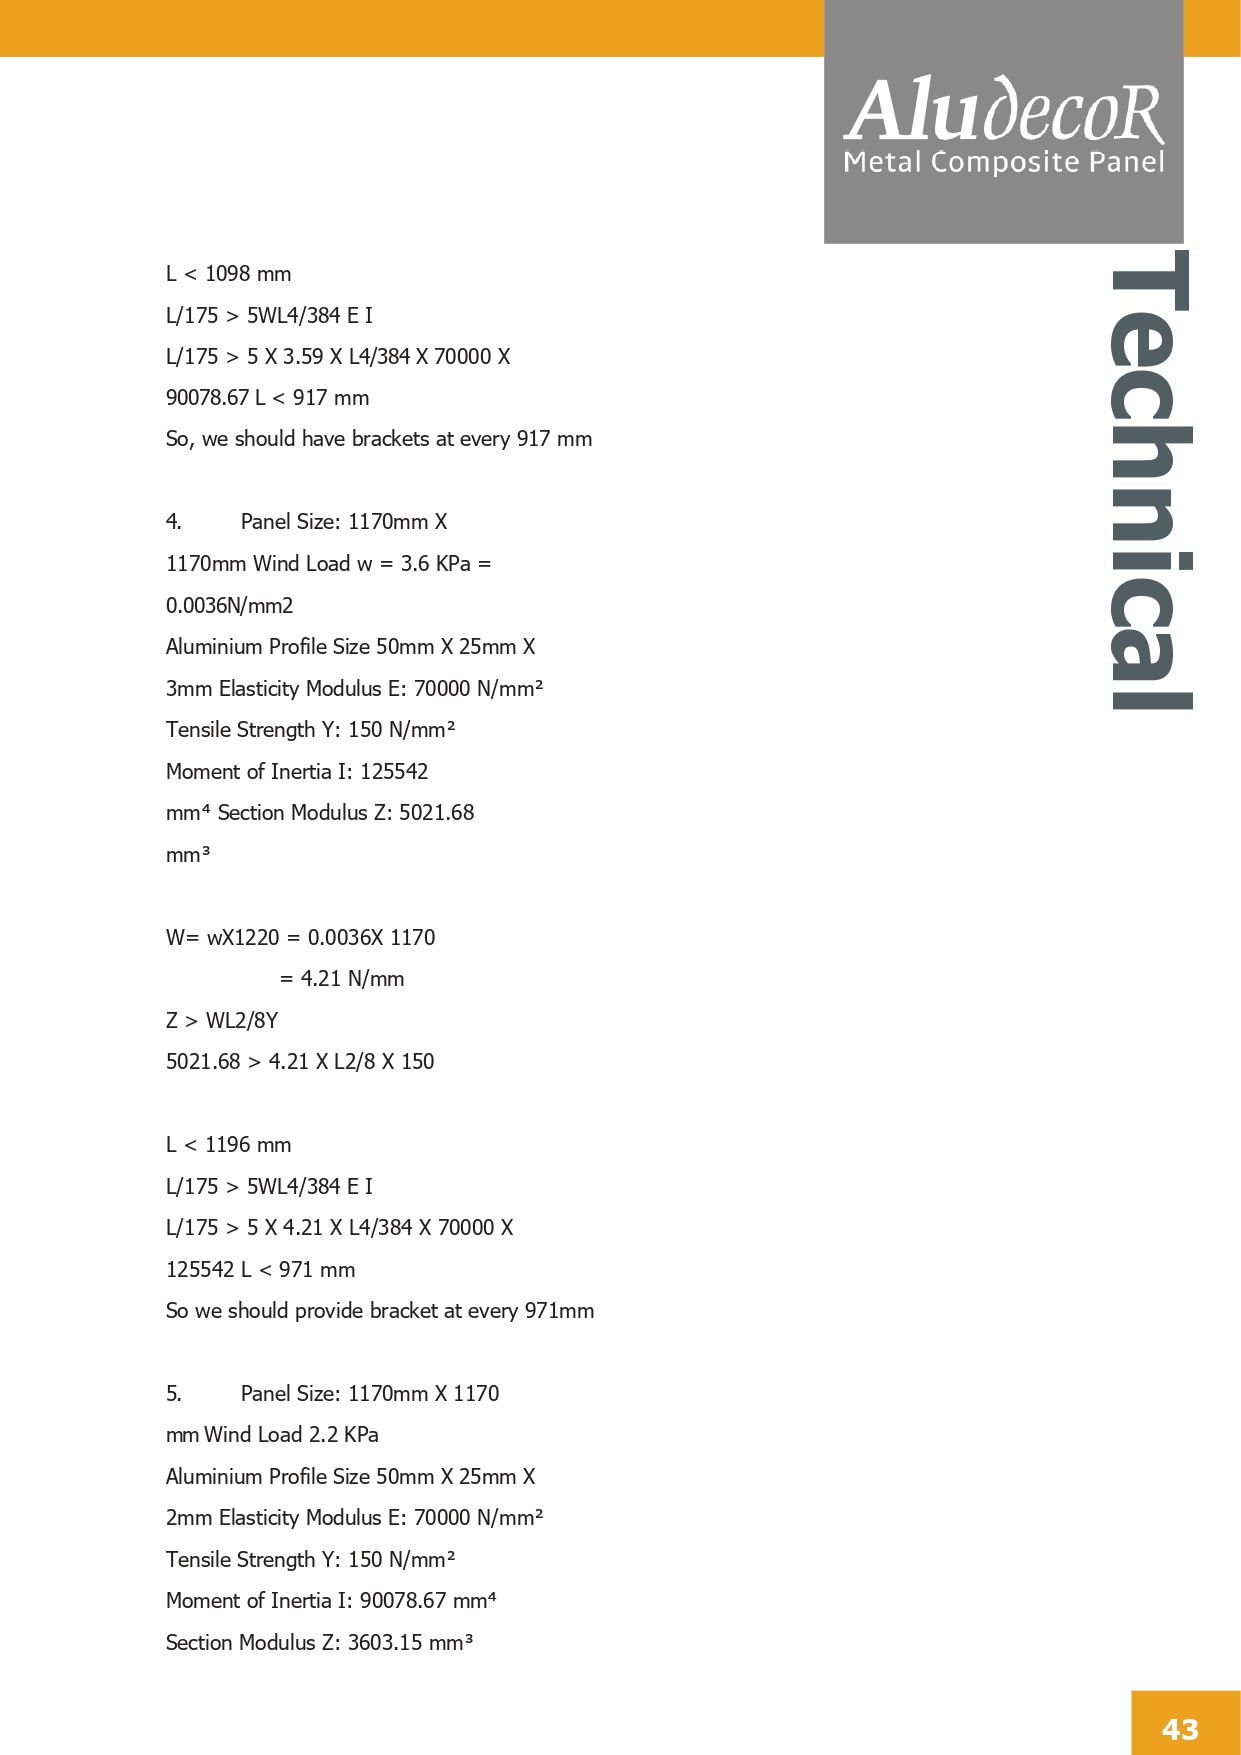 AludecoR
Metal Composite Panel
Technical
L < 1098 mm
L/175 > 5WL4/384 E I
L/175 > 5 X 3.59 X L4/384 X 70000 X
90078.67 L < 917 mm
So, we should have brackets at every 917 mm
4. Panel Size: 1170mm X
1170mm Wind Load w = 3.6 KPa =
0.0036N/mm2
Aluminium Profile Size 50mm X 25mm X
3mm Elasticity Modulus E: 70000 N/mm²
Tensile Strength Y: 150 N/mm²
Moment of Inertia I: 125542
mm⁴ Section Modulus Z: 5021.68
mm³
W= wX1220 = 0.0036X 1170
= 4.21 N/mm
Z > WL2/8Y
5021.68 > 4.21 X L2/8 X 150
L < 1196 mm
L/175 > 5WL4/384 E I
L/175 > 5 X 4.21 X L4/384 X 70000 X
125542 L < 971 mm
So we should provide bracket at every 971mm
5. Panel Size: 1170mm X 1170
mm Wind Load 2.2 KPa
Aluminium Profile Size 50mm X 25mm X
2mm Elasticity Modulus E: 70000 N/mm²
Tensile Strength Y: 150 N/mm²
Moment of Inertia I: 90078.67 mm⁴
Section Modulus Z: 3603.15 mm³
43